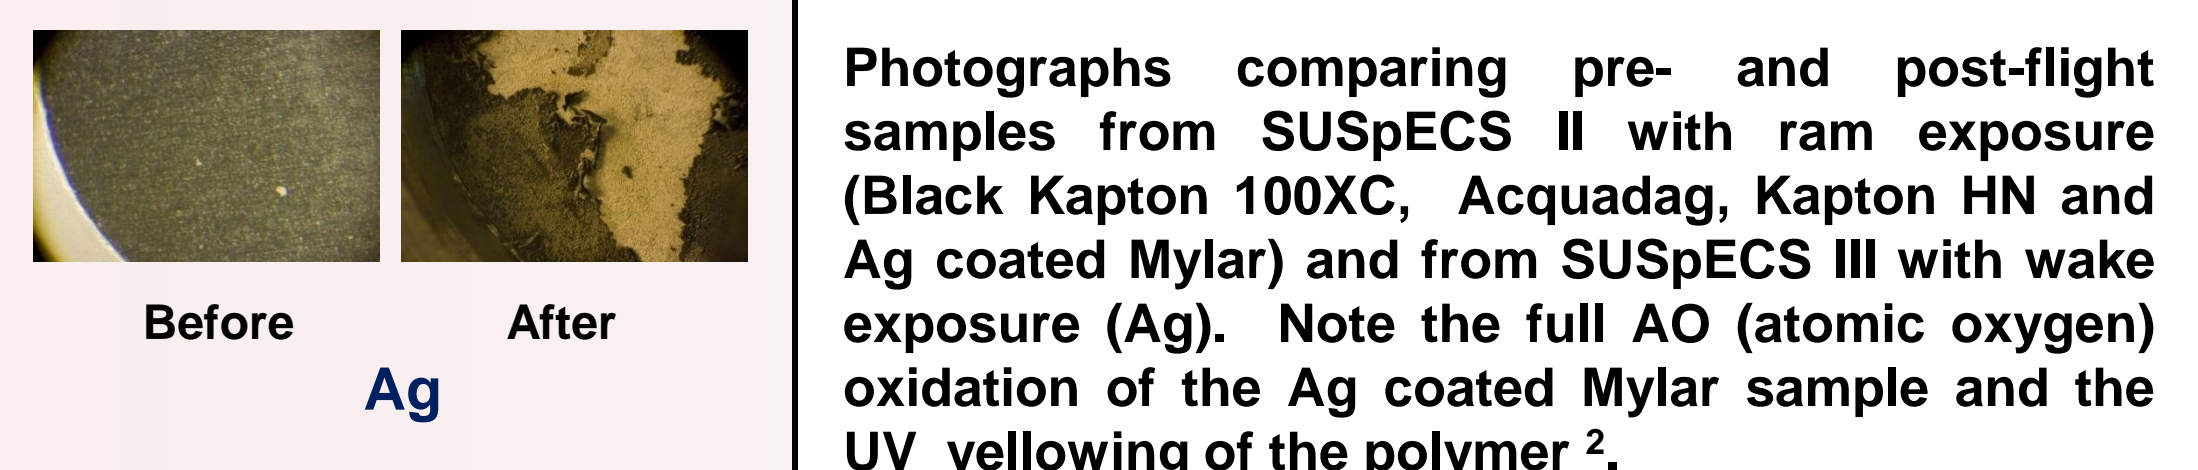 Before After
Ag
Photographs comparing pre- and post-flight
samples from SUSpECS II with ram exposure
(Black Kapton 100XC, Acquadag, Kapton HN and
Ag coated Mylar) and from SUSpECS III with wake
exposure (Ag). Note the full AO (atomic oxygen)
oxidation of the Ag coated Mylar sample and the
UV yellowing of the polymer ².